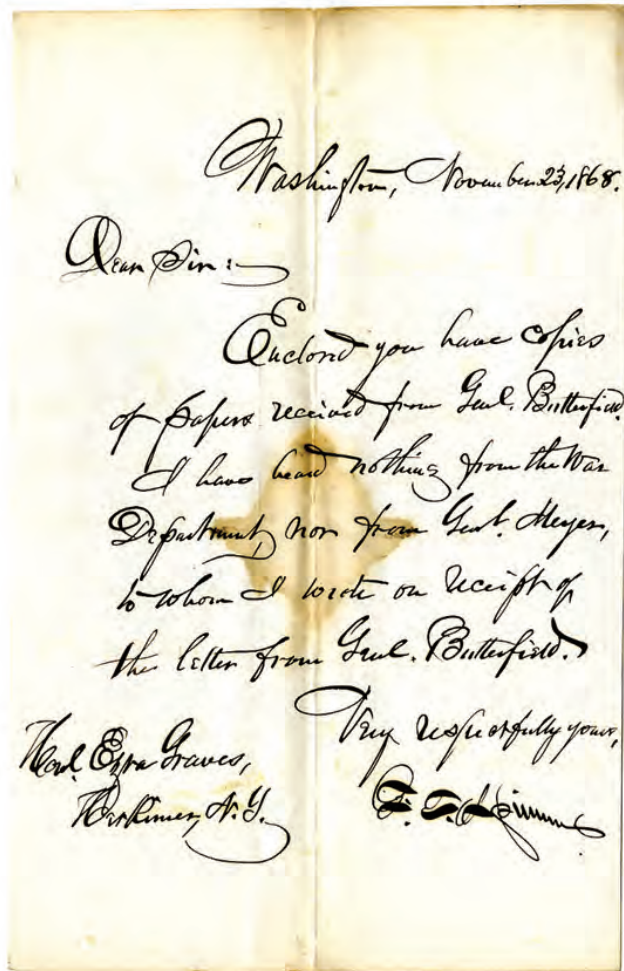 Washington, November 23, 1868.
Dear Sir:
Enclosed you have copies
of papers received from Genl. Butterfield.
I have heard nothing from the War
Department, nor from Genl. Meyer,
to whom I wrote on receipt of
the letter from Genl. Butterfield.
Very respectfully yours,
Honl. Ezra Graves,
Herkimer, N.Y.